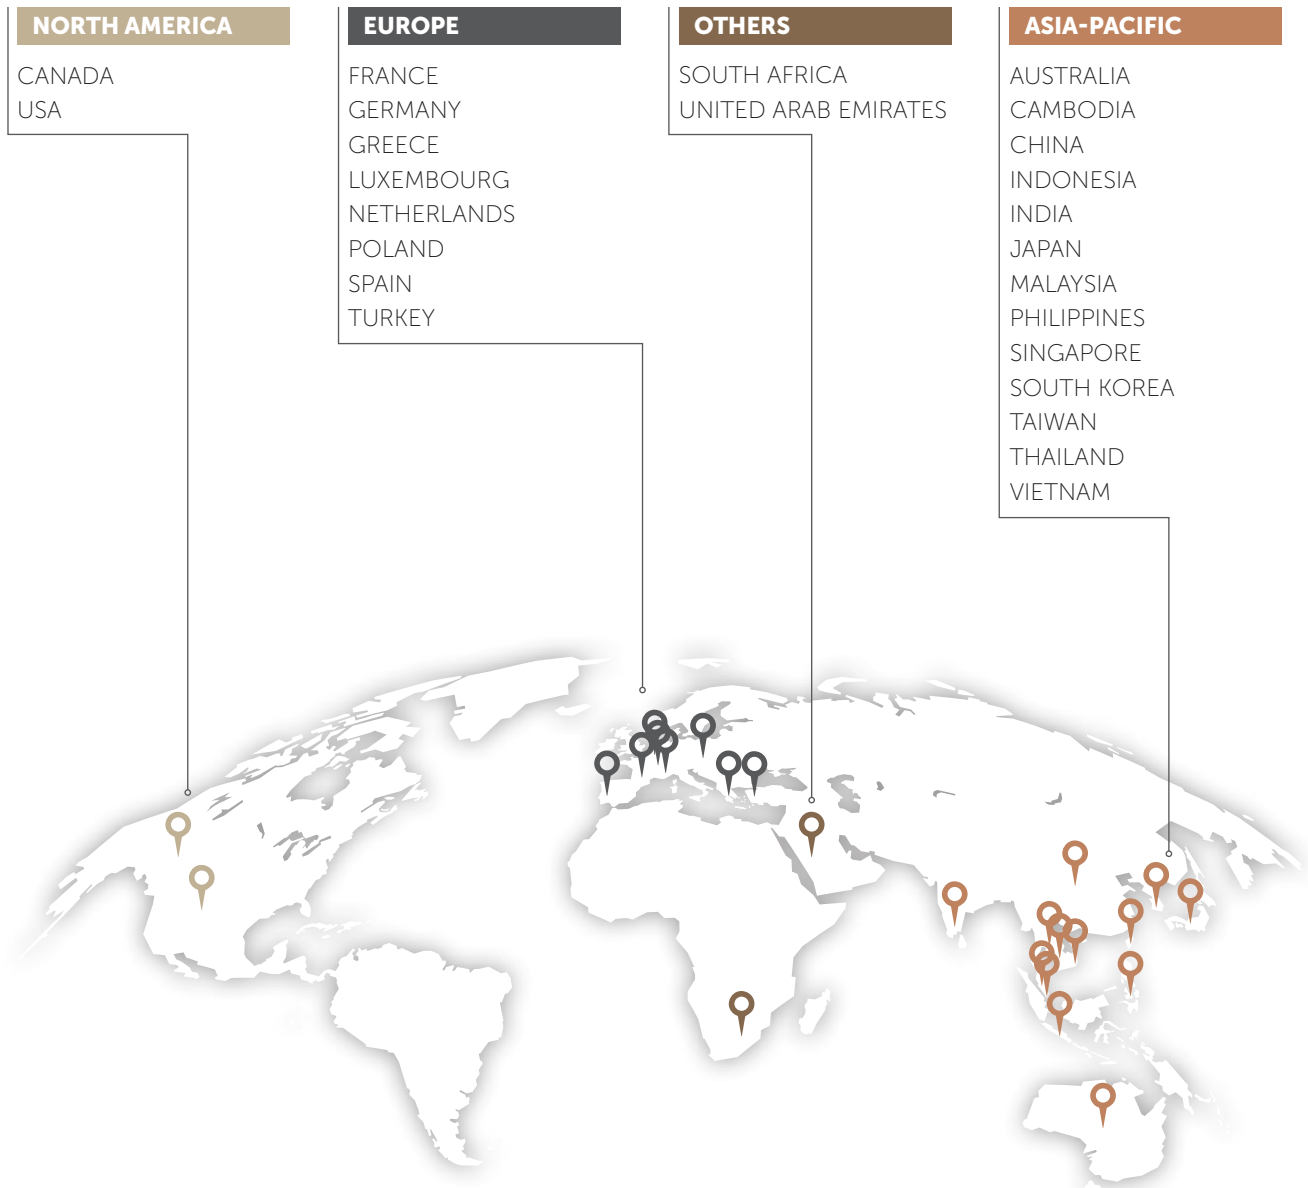 NORTH AMERICA
CANADA
USA
EUROPE
FRANCE
GERMANY
GREECE
LUXEMBOURG
NETHERLANDS
POLAND
SPAIN
TURKEY
OTHERS
SOUTH AFRICA
UNITED ARAB EMIRATES
ASIA-PACIFIC
AUSTRALIA
CAMBODIA
CHINA
INDONESIA
INDIA
JAPAN
MALAYSIA
PHILIPPINES
SINGAPORE
SOUTH KOREA
TAIWAN
THAILAND
VIETNAM